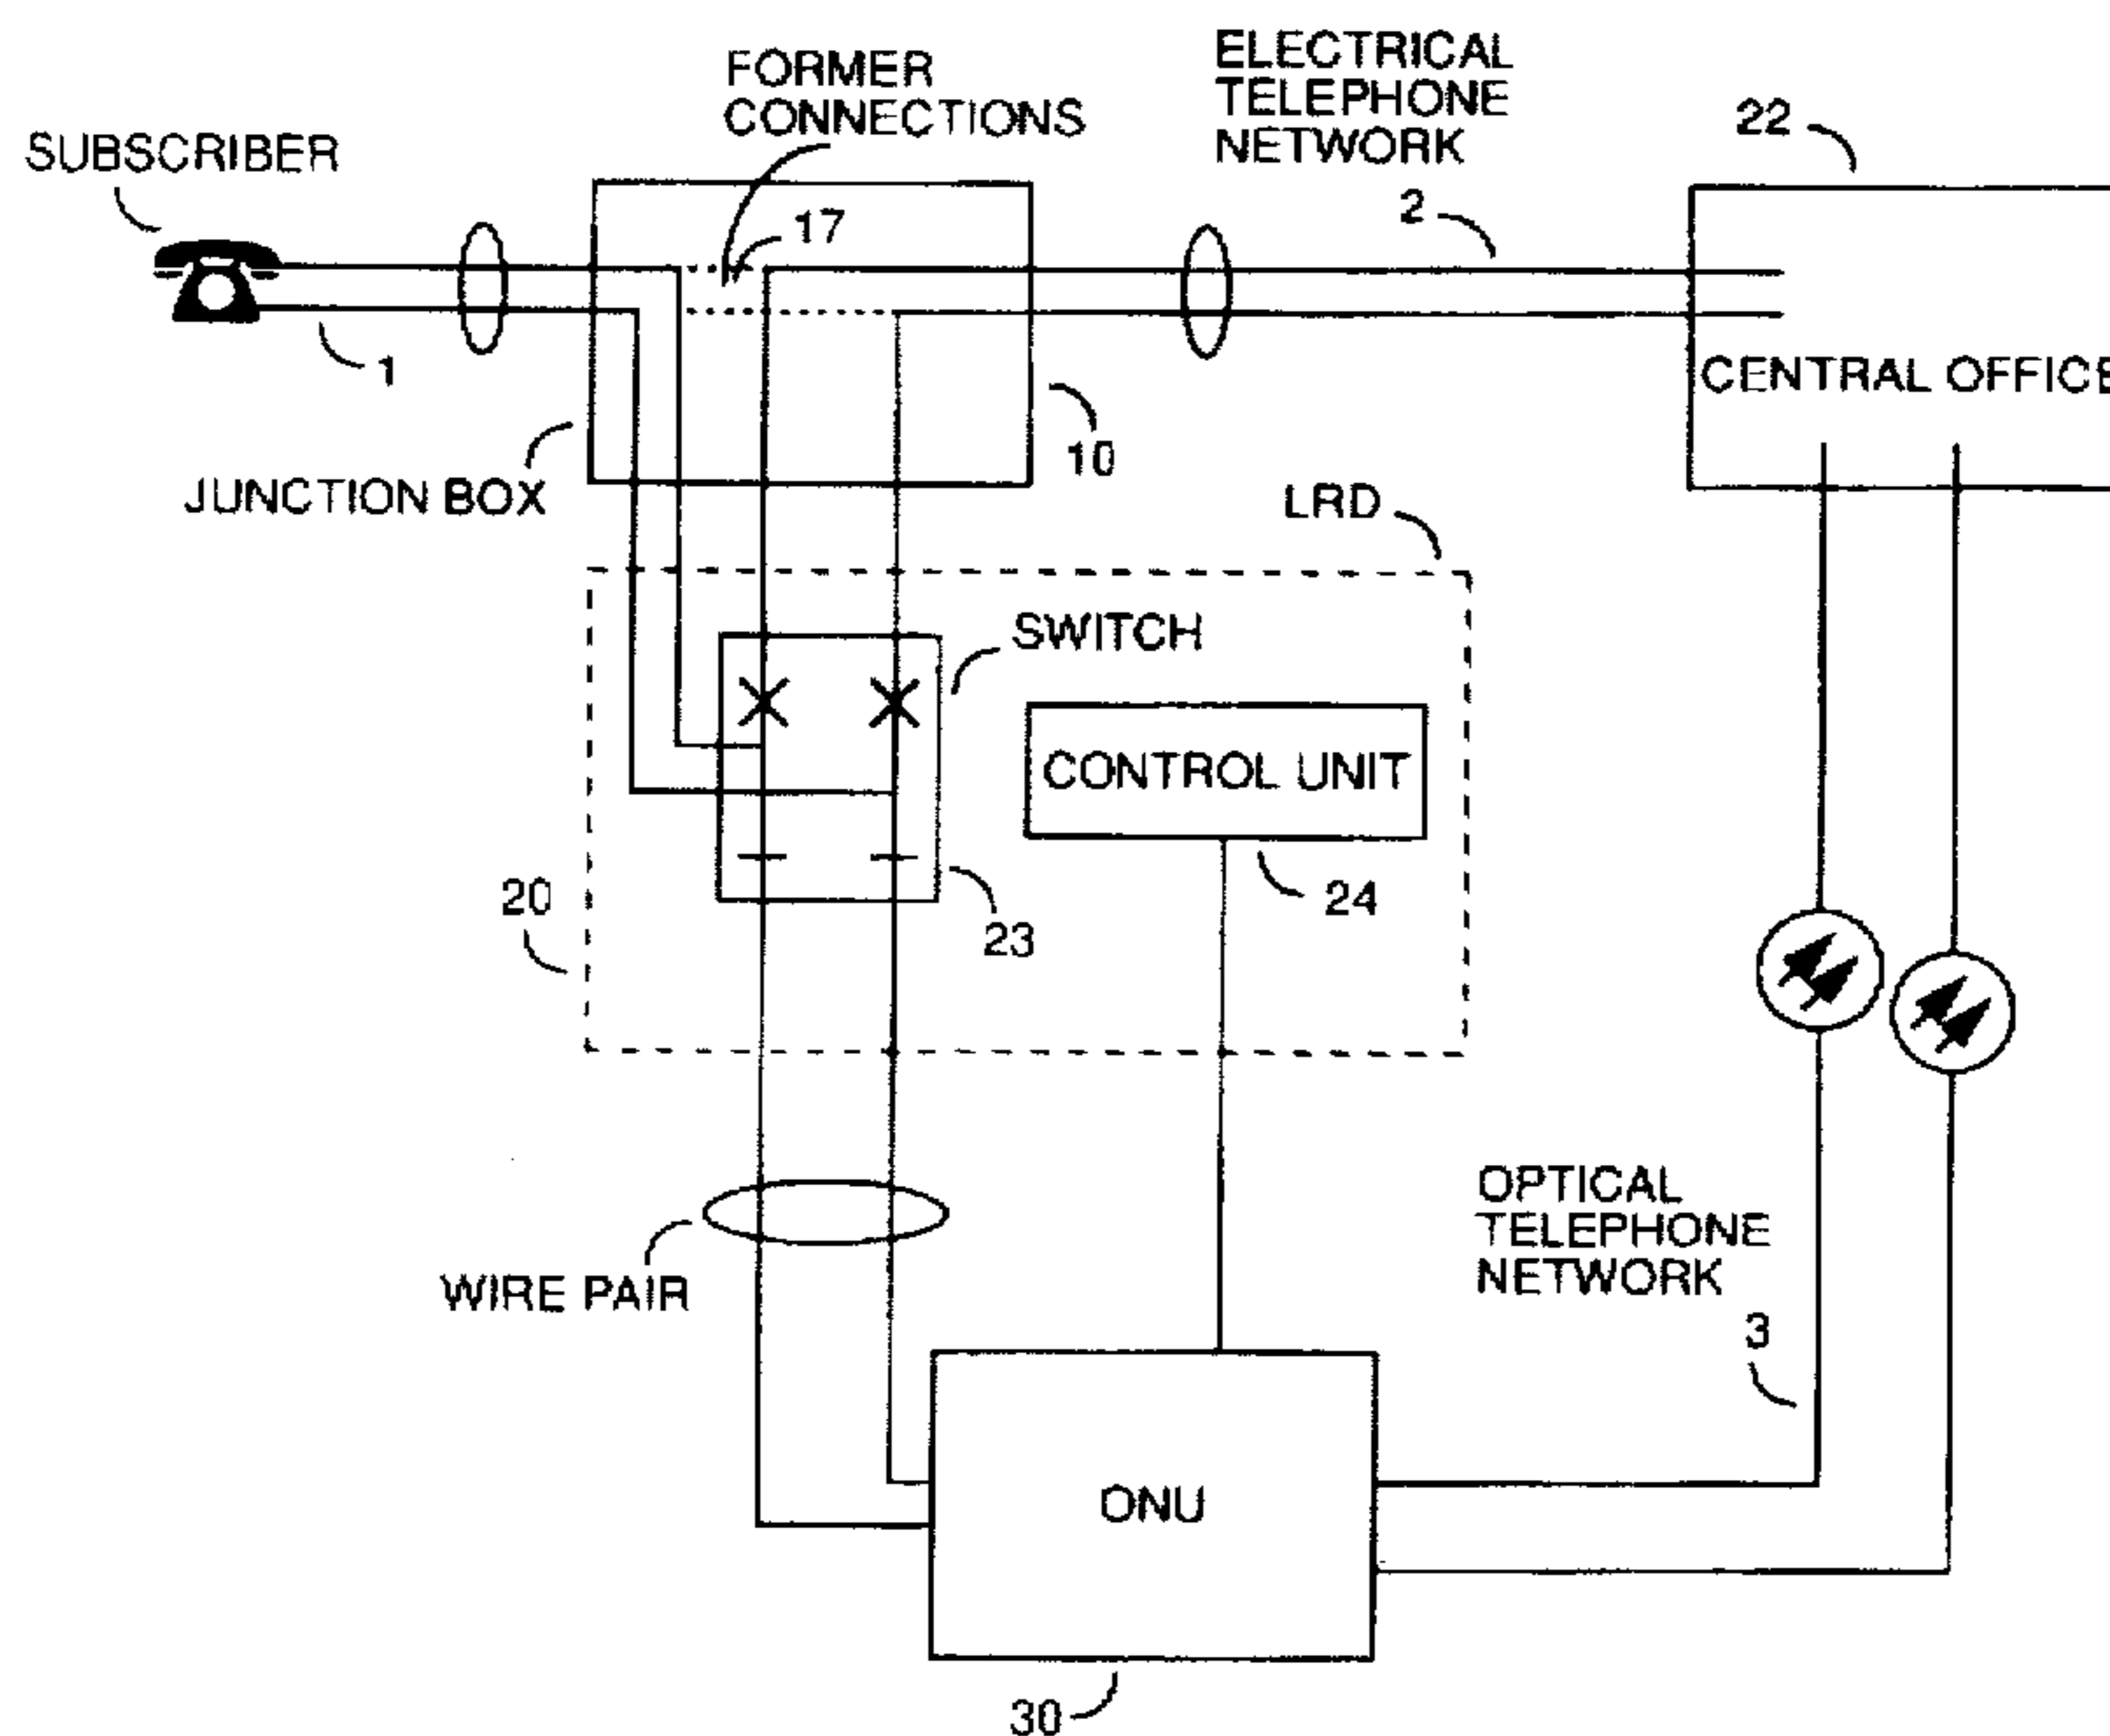 FORMER
CONNECTIONS
ELECTRICAL
TELEPHONE
NETWORK
22
SUBSCRIBER
17
2
1
10
CENTRAL OFFICE
JUNCTION BOX
LRD
SWITCH
CONTROL UNIT
20
24
23
OPTICAL
TELEPHONE
NETWORK
WIRE PAIR
3
ONU
30